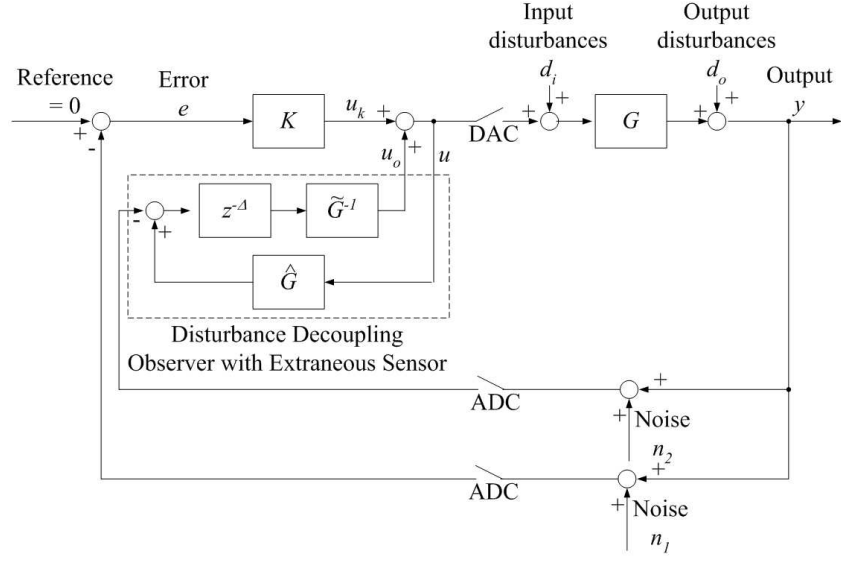 Input
disturbances
d_i
Output
disturbances
d_o
Output
y
Reference
= 0
+
-
Error
e
K
u_k
+
+
u_o
u
DAC
+
+
G
+
+
-
+
z^{-Δ}
G̃^{-1}
Ĝ
Disturbance Decoupling
Observer with Extraneous Sensor
ADC
+
+
Noise
n_2
ADC
+
+
Noise
n_1